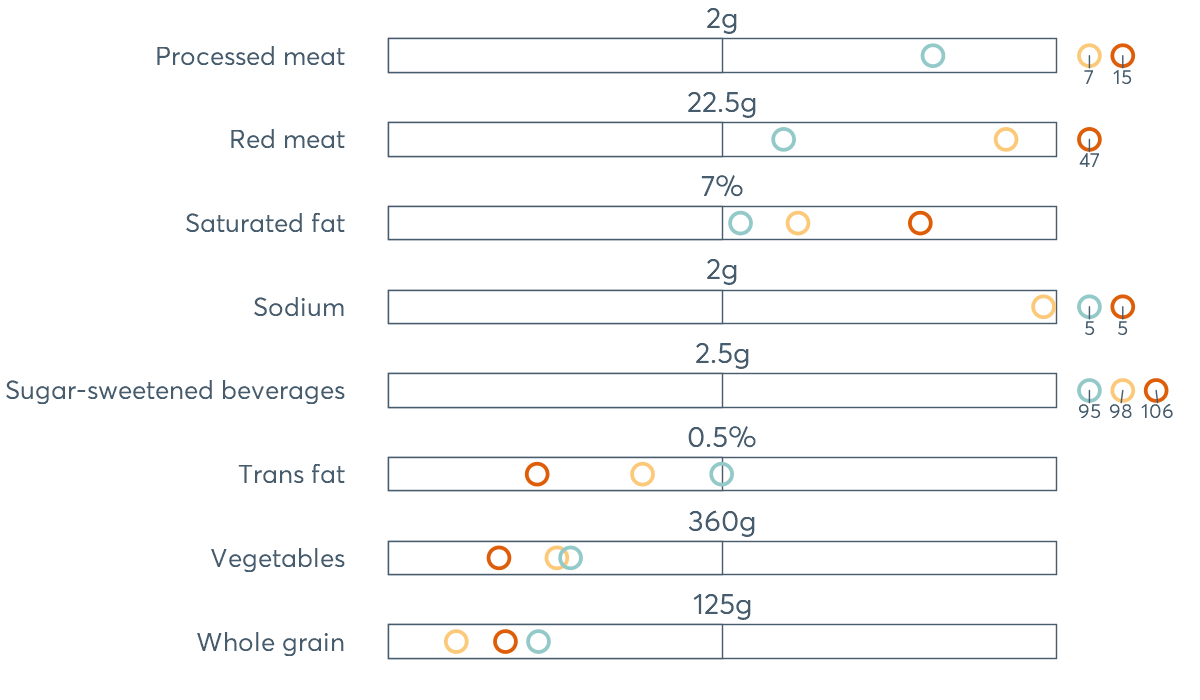 2g
Processed meat
7 15
22.5g
Red meat
47
7%
Saturated fat
2g
Sodium
5 5
2.5g
Sugar-sweetened beverages
95 98 106
0.5%
Trans fat
360g
Vegetables
125g
Whole grain